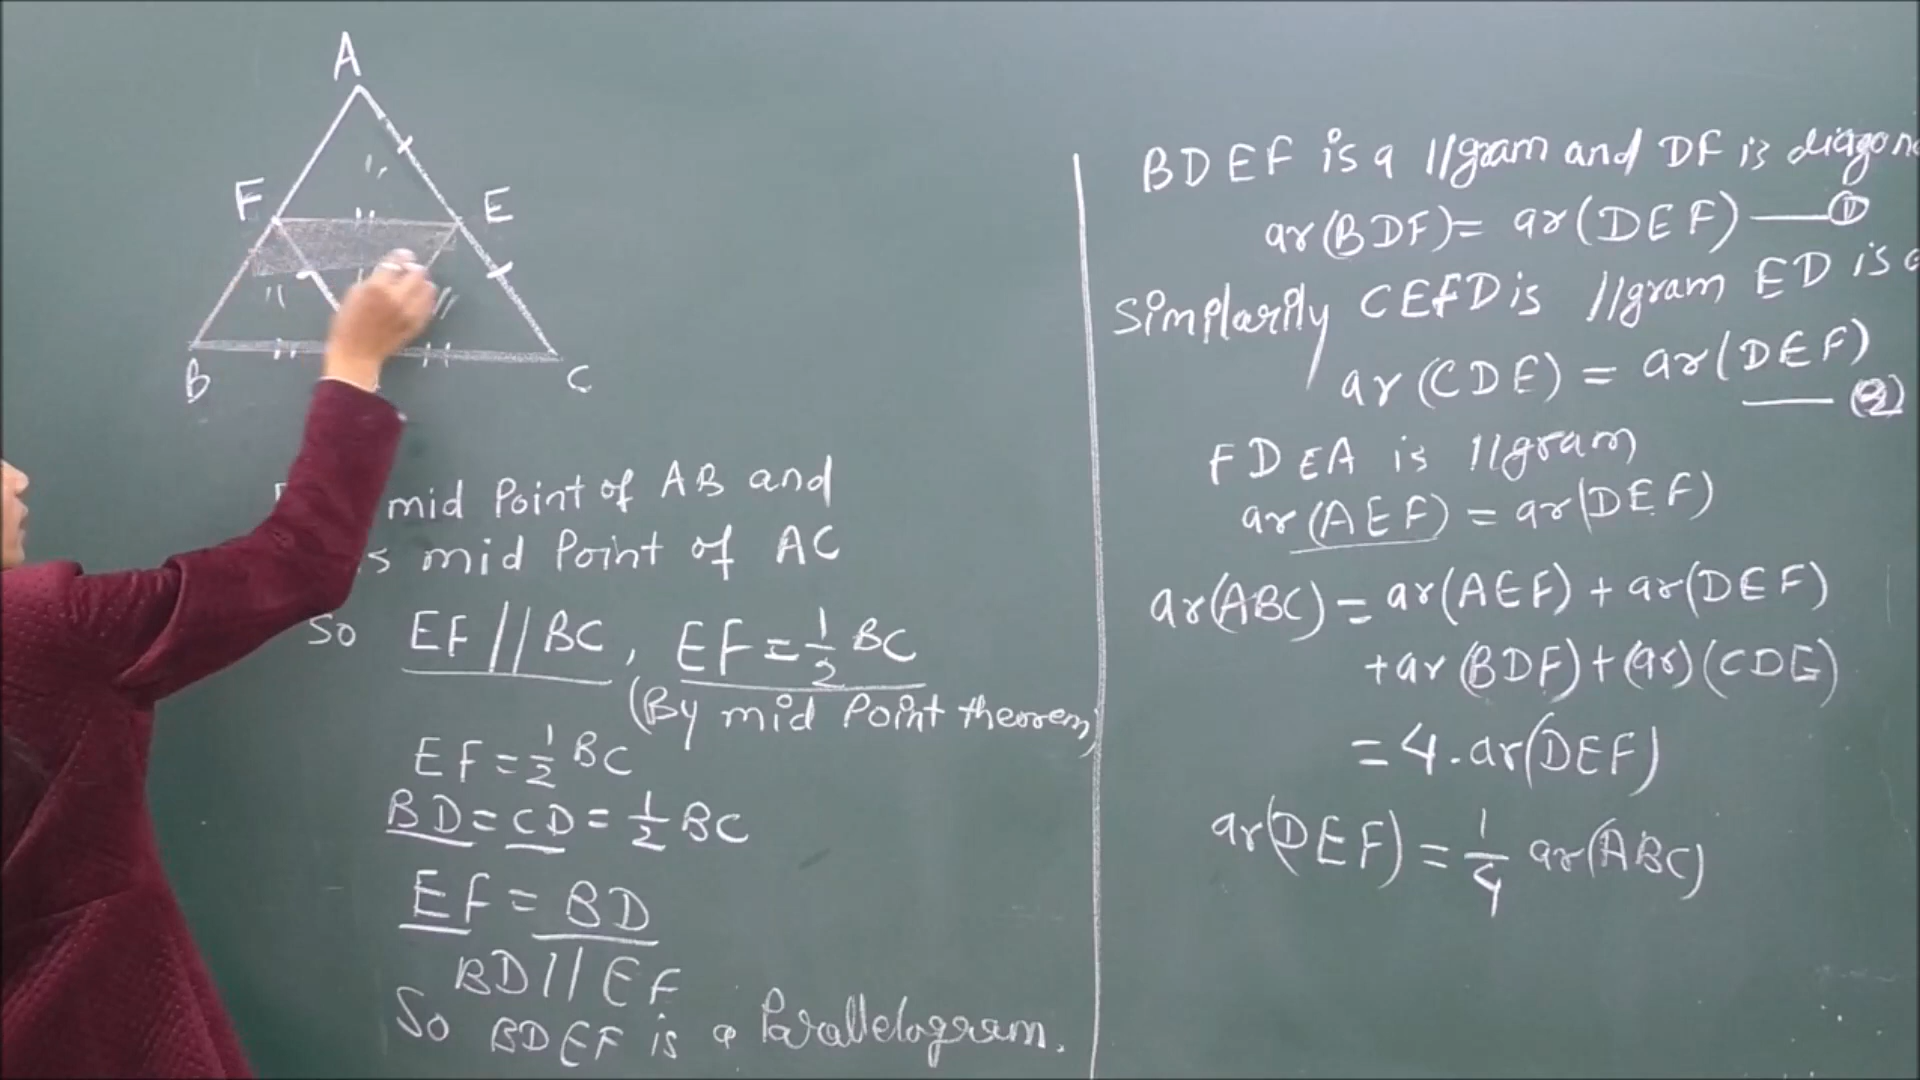 A
F
E
B
C
mid Point of AB and
is mid Point of AC
So EF // BC, EF = 1/2 BC
(By mid Point theorem)
EF = 1/2 BC
BD = CD = 1/2 BC
EF = BD
BD // EF
So BDEF is a Parallelogram.
BDEF is a //gram and DF is diagon
ar(BDF) = ar(DEF) — ①
Simplarily CEFD is //gram ED is
ar(CDE) = ar(DEF)
— ②
FDEA is //gram
ar(AEF) = ar(DEF)
ar(ABC) = ar(AEF) + ar(DEF)
+ ar(BDF) + (ar)(CDE)
= 4. ar(DEF)
ar(DEF) = 1/4 ar(ABC)